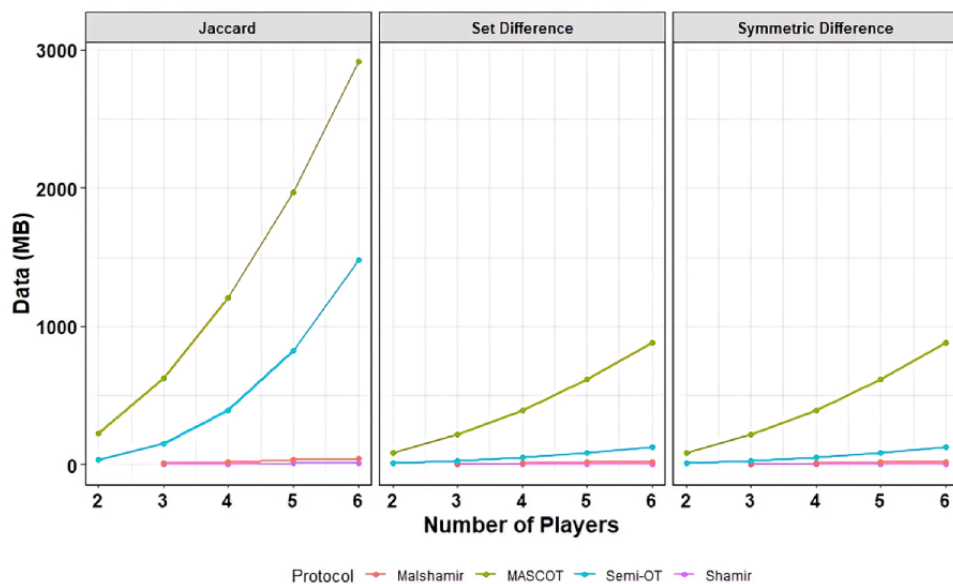 Jaccard
Set Difference
Symmetric Difference
3000
2000
1000
0
Data (MB)
2 3 4 5 6
2 3 4 5 6
2 3 4 5 6
Number of Players
Protocol Malshamir MASCOT Semi-OT Shamir